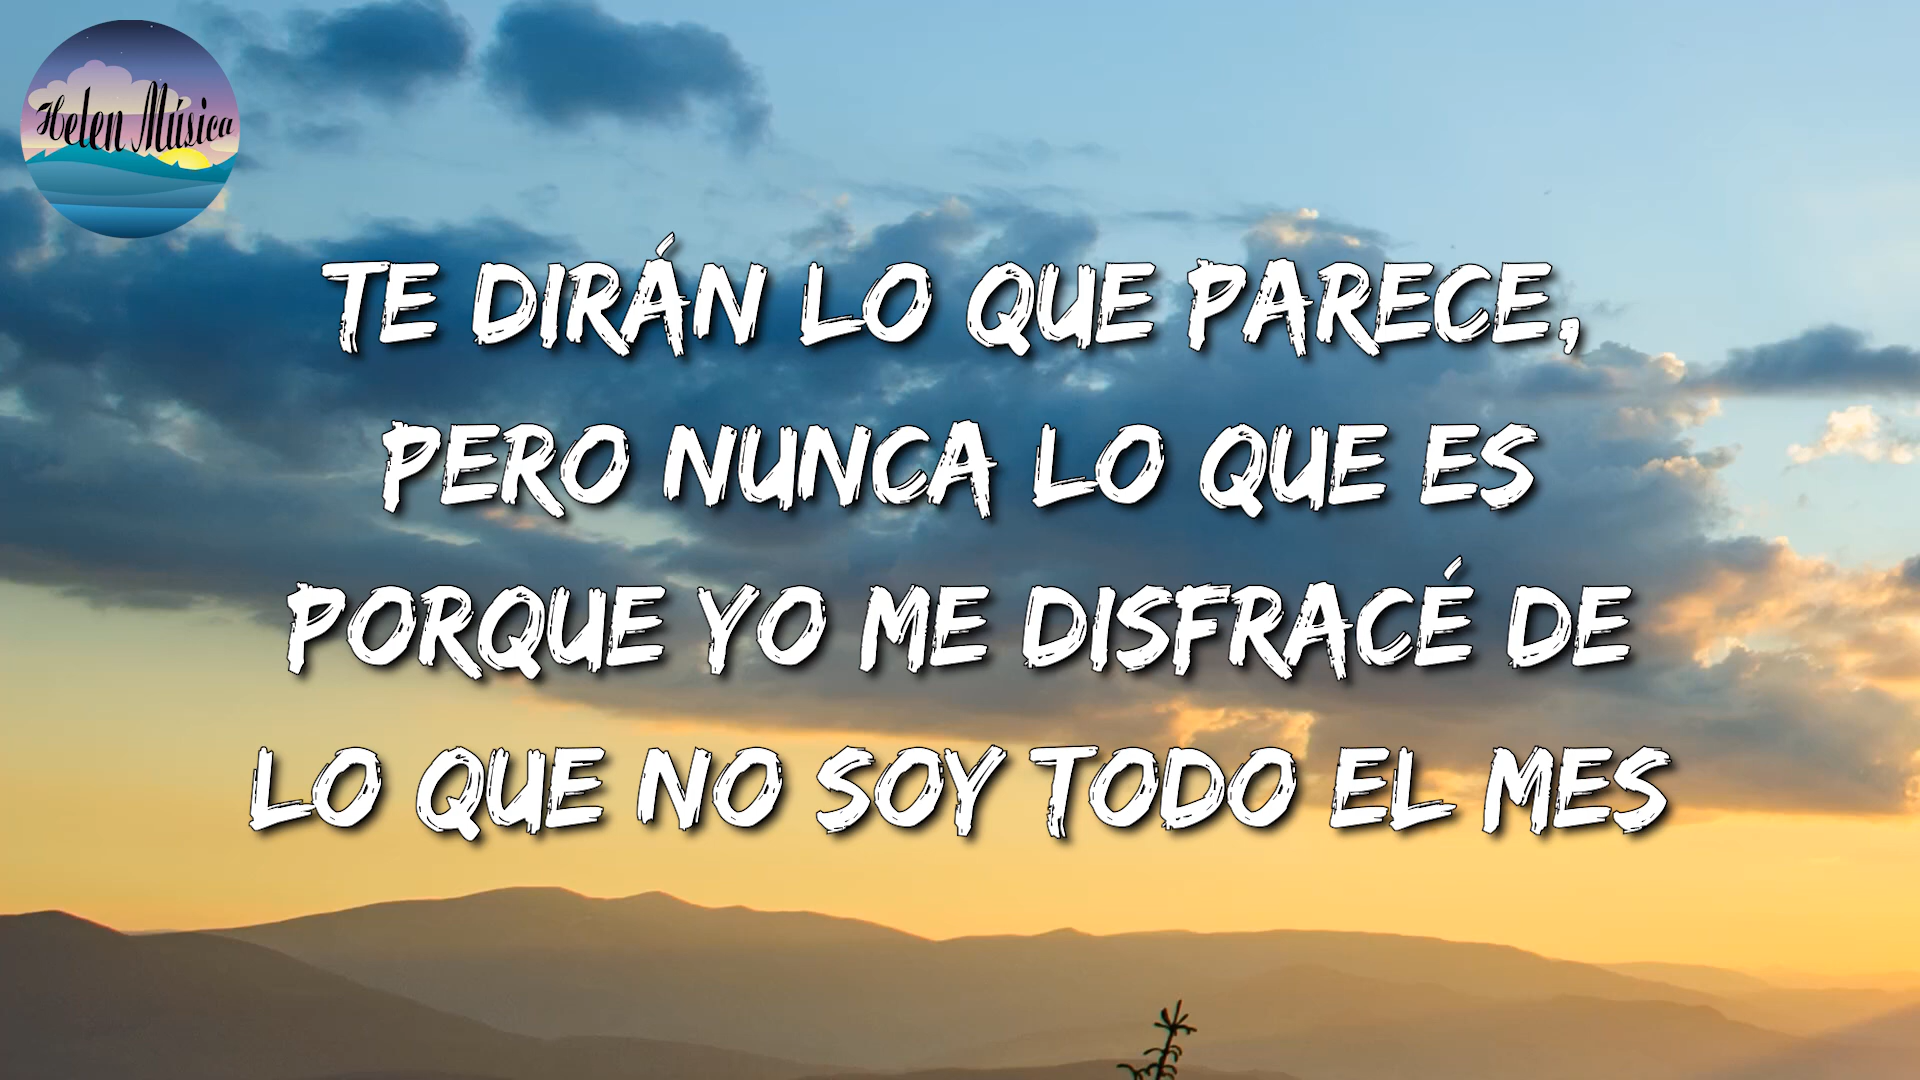 Helen Música
TE DIRÁN LO QUE PARECE,
PERO NUNCA LO QUE ES
PORQUE YO ME DISFRACÉ DE
LO QUE NO SOY TODO EL MES